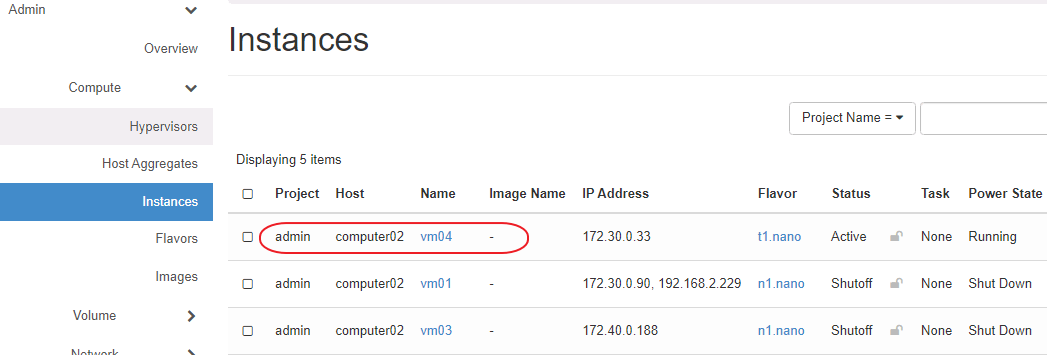 Admin
Overview
Compute
Hypervisors
Host Aggregates
Instances
Flavors
Images
Volume
Network
Instances
Project Name =
Displaying 5 items
Project Host Name Image Name IP Address Flavor Status Task Power State
admin computer02 vm04 - 172.30.0.33 t1.nano Active None Running
admin computer02 vm01 - 172.30.0.90, 192.168.2.229 n1.nano Shutoff None Shut Down
admin computer02 vm03 - 172.40.0.188 n1.nano Shutoff None Shut Down